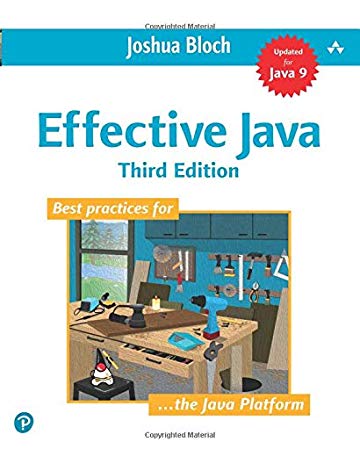 Copyrighted Material
Joshua Bloch
Updated
for
Java 9
Effective Java
Third Edition
Best practices for
...the Java Platform
P
Copyrighted Material